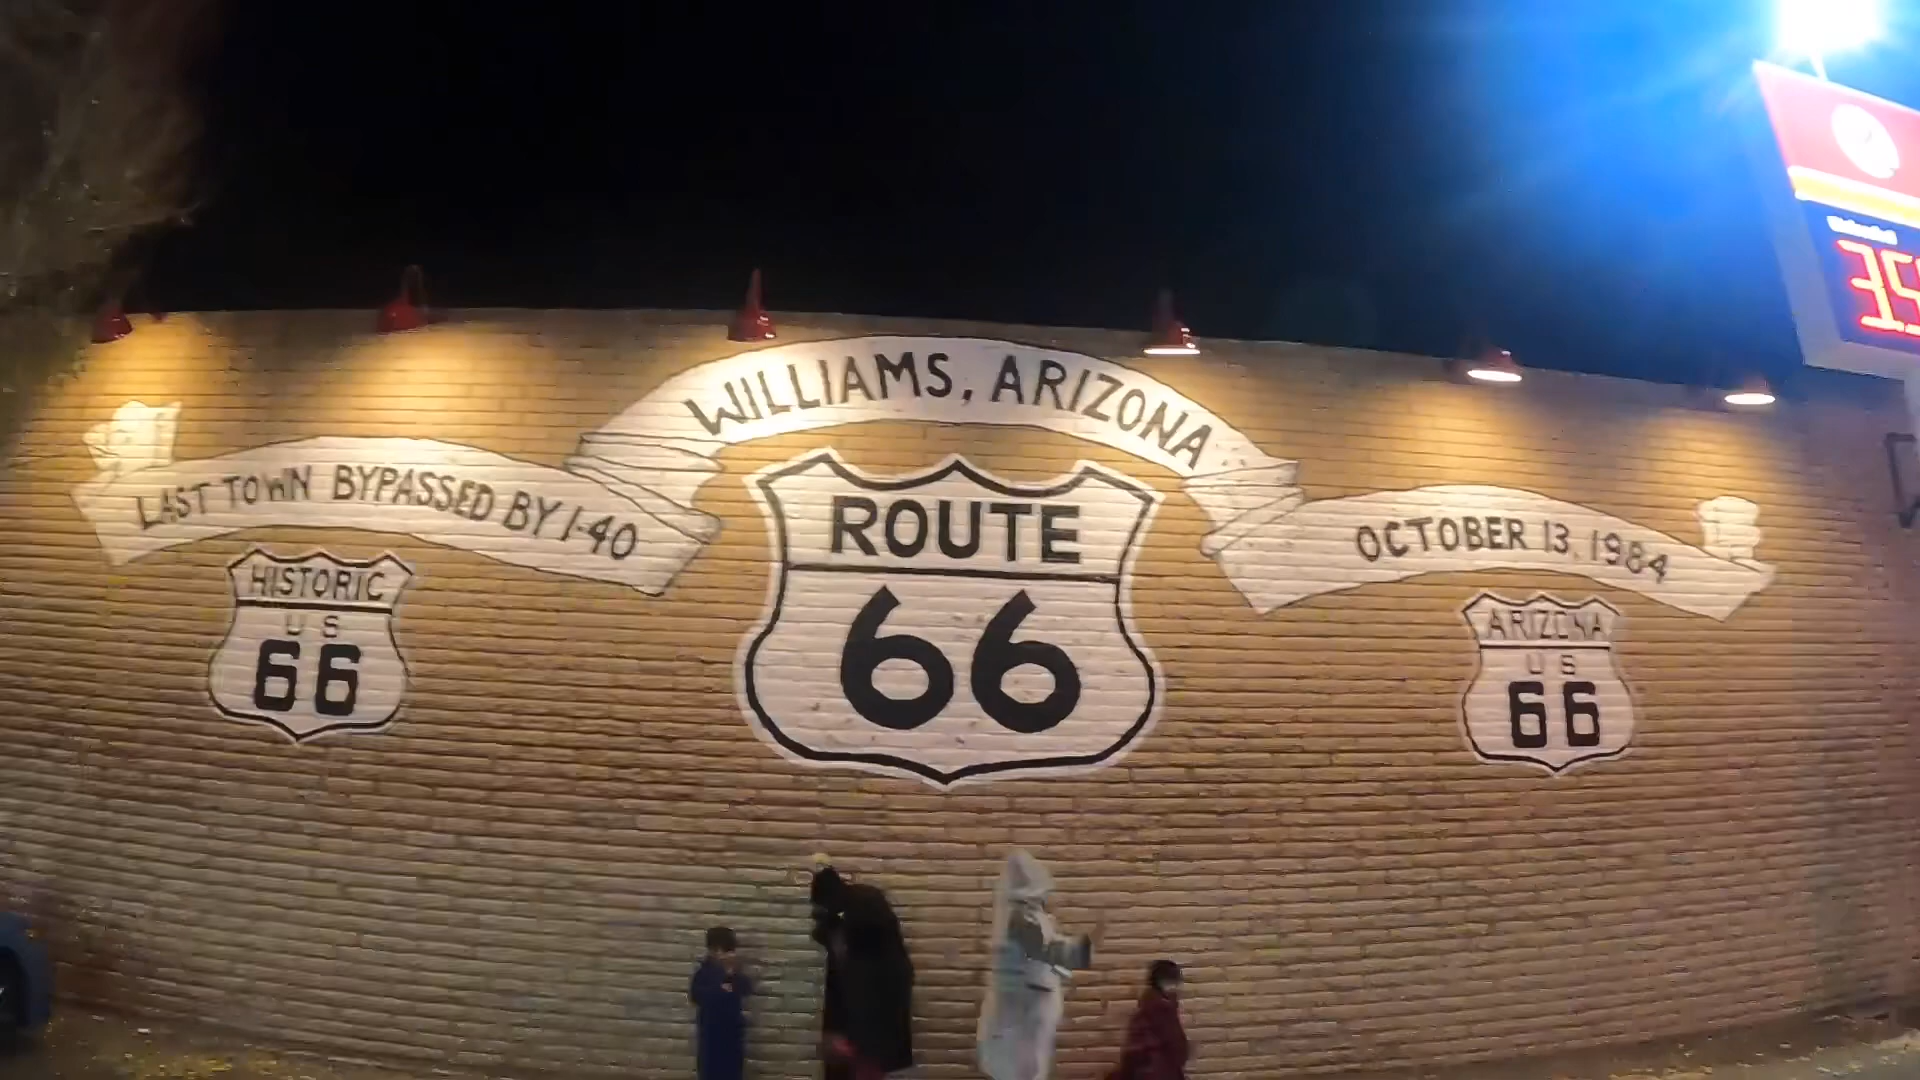 WILLIAMS, ARIZONA
LAST TOWN BYPASSED BY I-40
OCTOBER 13, 1984
HISTORIC
US
66
ROUTE
66
ARIZONA
US
66